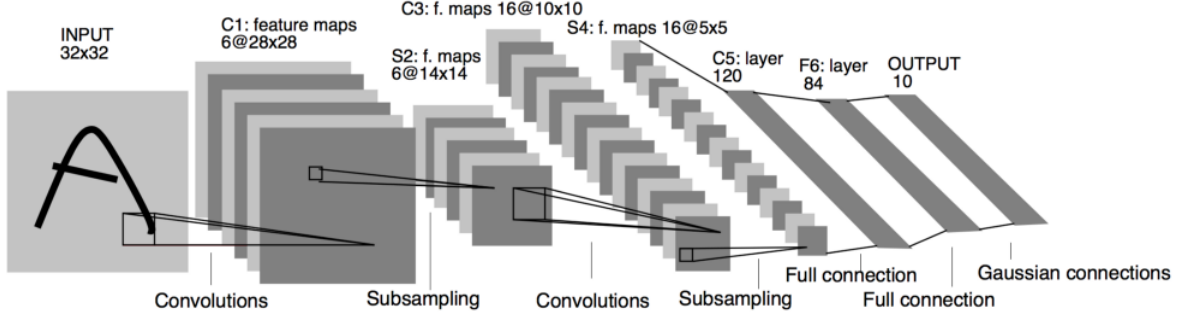 INPUT
32x32
C1: feature maps
6@28x28
S2: f. maps
6@14x14
C3: f. maps 16@10x10
S4: f. maps 16@5x5
C5: layer
120
F6: layer
84
OUTPUT
10
Convolutions
Subsampling
Convolutions
Subsampling
Full connection
Full connection
Gaussian connections